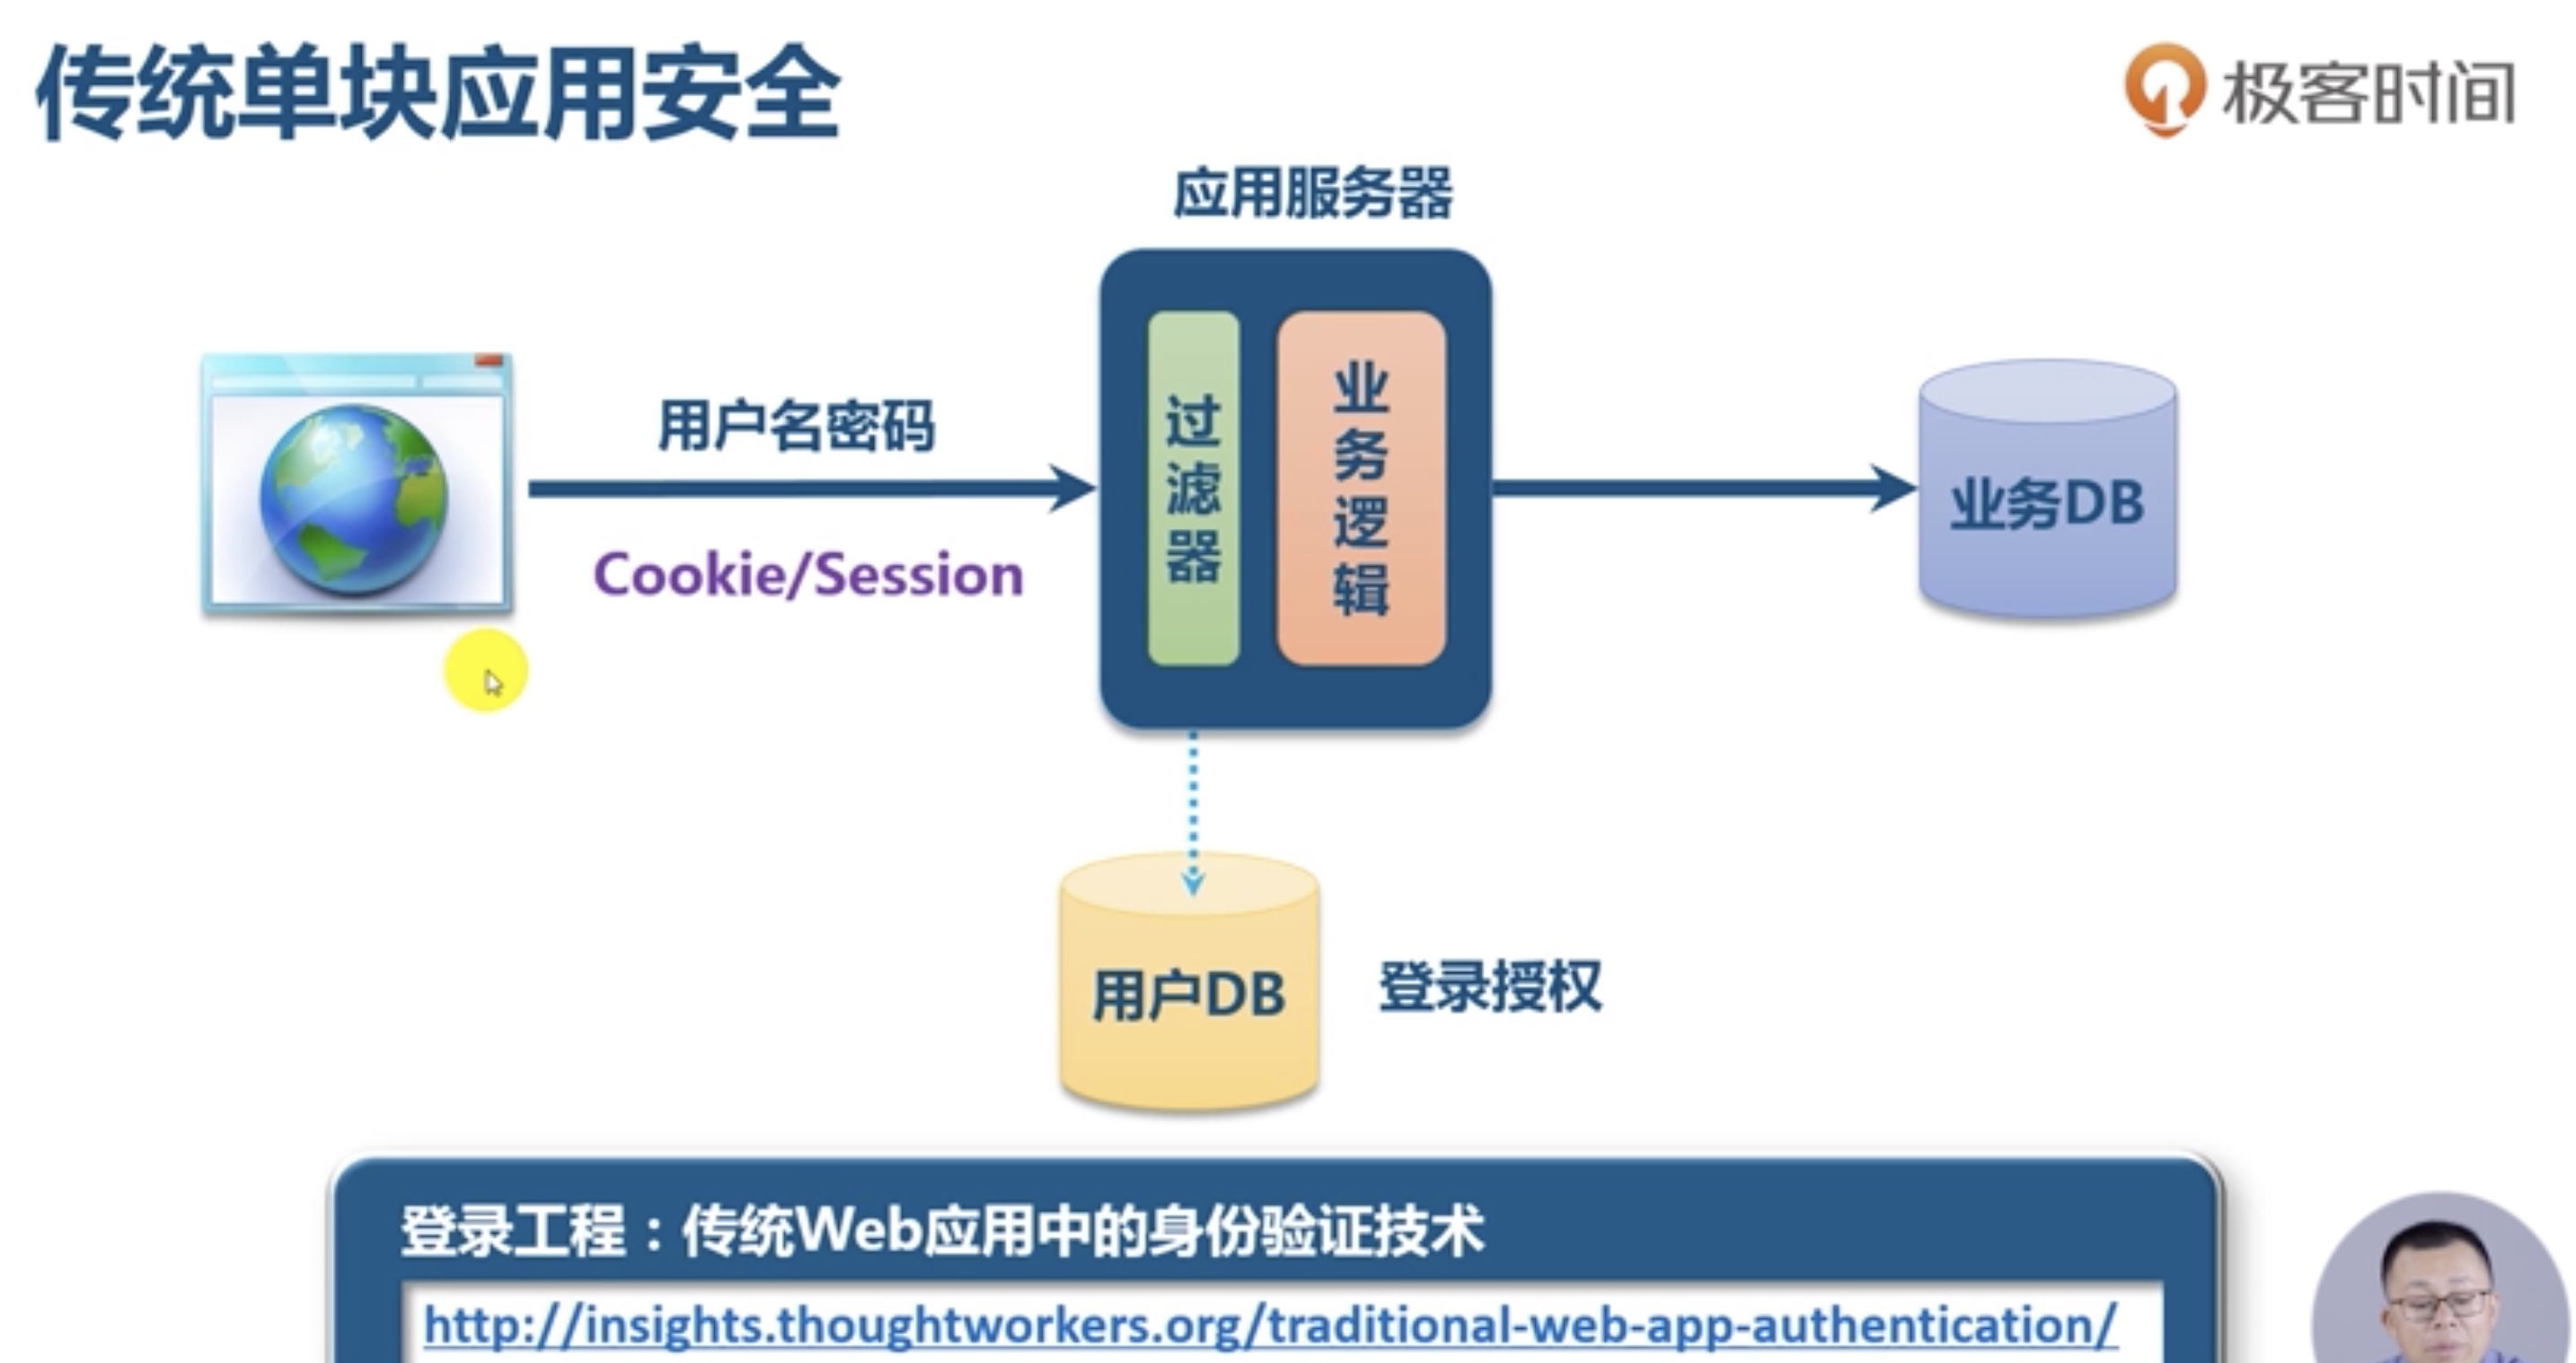 传统单块应用安全
极客时间
应用服务器
用户名密码
Cookie/Session
过滤器
业务逻辑
业务DB
用户DB
登录授权
登录工程：传统Web应用中的身份验证技术
http://insights.thoughtworkers.org/traditional-web-app-authentication/